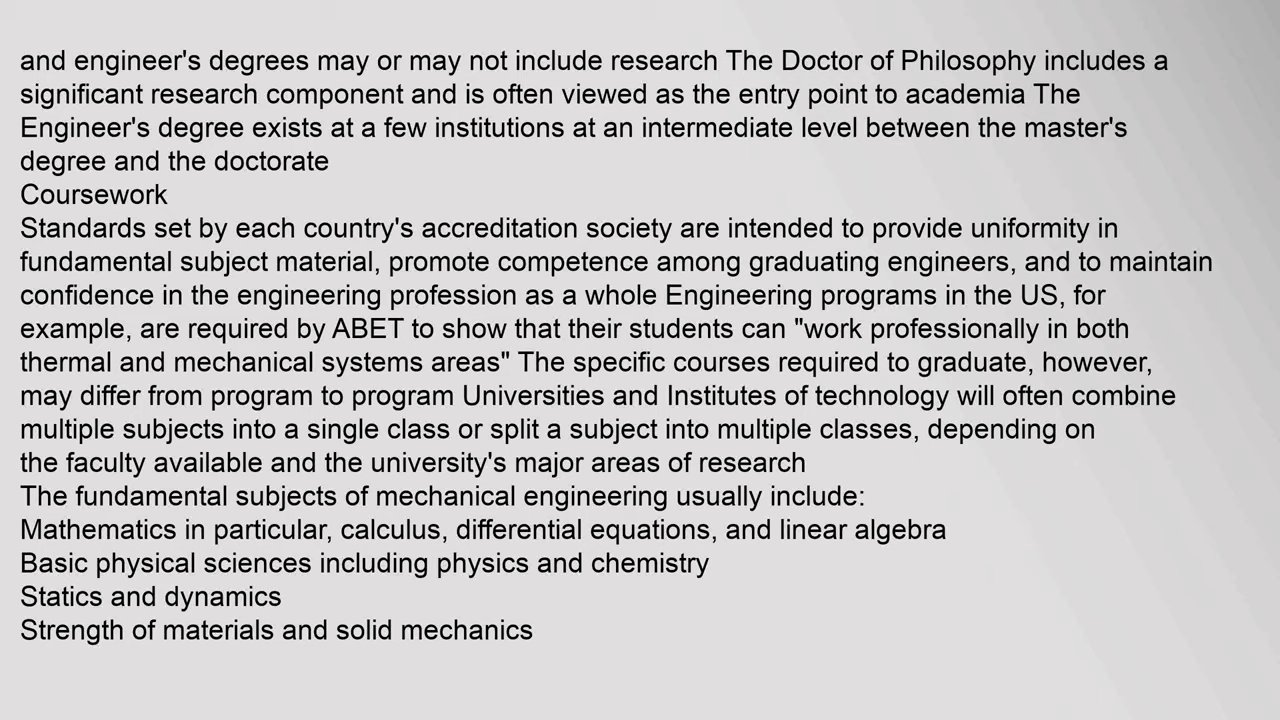 and engineer's degrees may or may not include research The Doctor of Philosophy includes a
significant research component and is often viewed as the entry point to academia The
Engineer's degree exists at a few institutions at an intermediate level between the master's
degree and the doctorate
Coursework
Standards set by each country's accreditation society are intended to provide uniformity in
fundamental subject material, promote competence among graduating engineers, and to maintain
confidence in the engineering profession as a whole Engineering programs in the US, for
example, are required by ABET to show that their students can "work professionally in both
thermal and mechanical systems areas" The specific courses required to graduate, however,
may differ from program to program Universities and Institutes of technology will often combine
multiple subjects into a single class or split a subject into multiple classes, depending on
the faculty available and the university's major areas of research
The fundamental subjects of mechanical engineering usually include:
Mathematics in particular, calculus, differential equations, and linear algebra
Basic physical sciences including physics and chemistry
Statics and dynamics
Strength of materials and solid mechanics